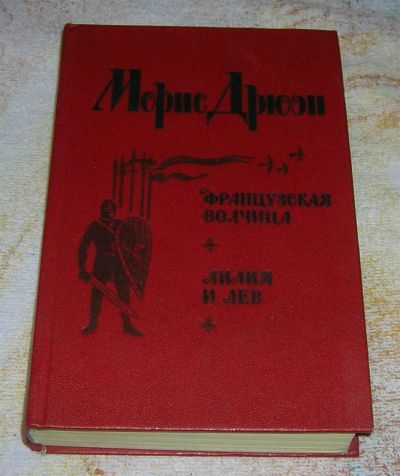 Морис Дрюон
ФРАНЦУЗСКАЯ
ВОЛЧИЦА
ЛИЛИЯ
И ЛЕВ